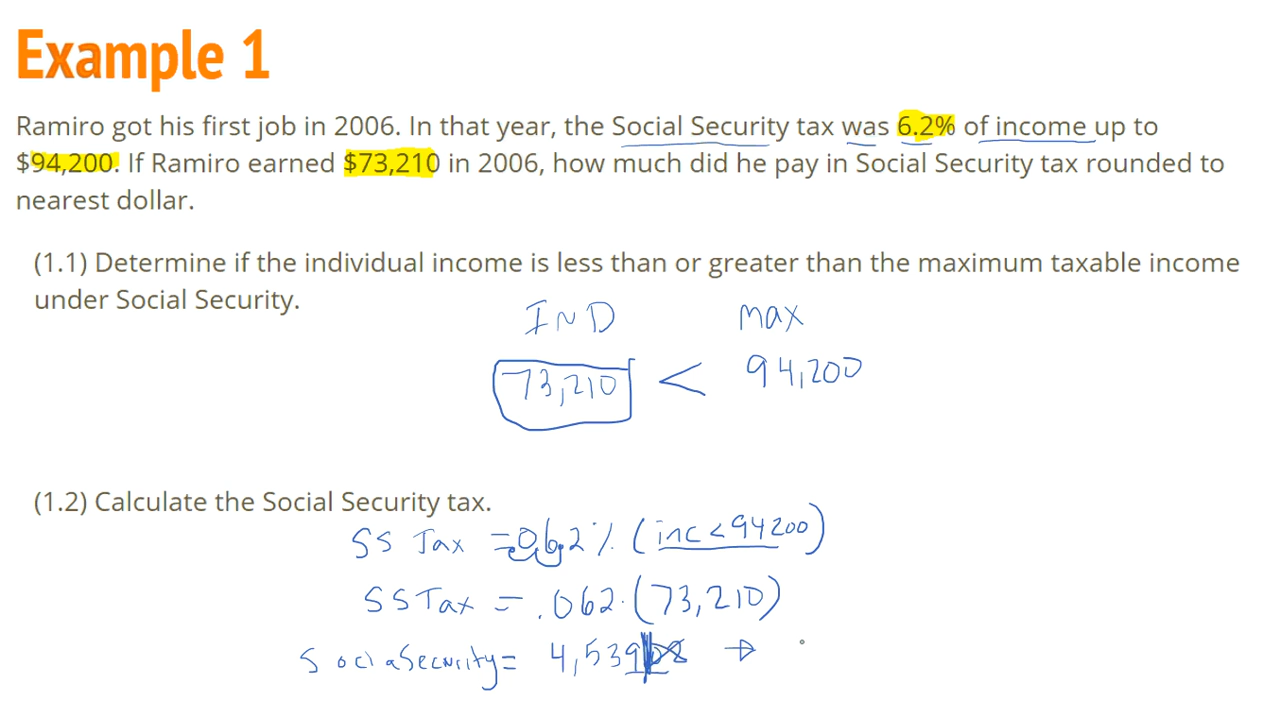 Example 1
Ramiro got his first job in 2006. In that year, the Social Security tax was 6.2% of income up to
$94,200. If Ramiro earned $73,210 in 2006, how much did he pay in Social Security tax rounded to
nearest dollar.
(1.1) Determine if the individual income is less than or greater than the maximum taxable income
under Social Security.
IND MAX
73,210 < 94,200
(1.2) Calculate the Social Security tax.
SS Tax = .06.2% (inc < 94200)
SS Tax = .062·(73,210)
SociaSecurity = 4,539 →